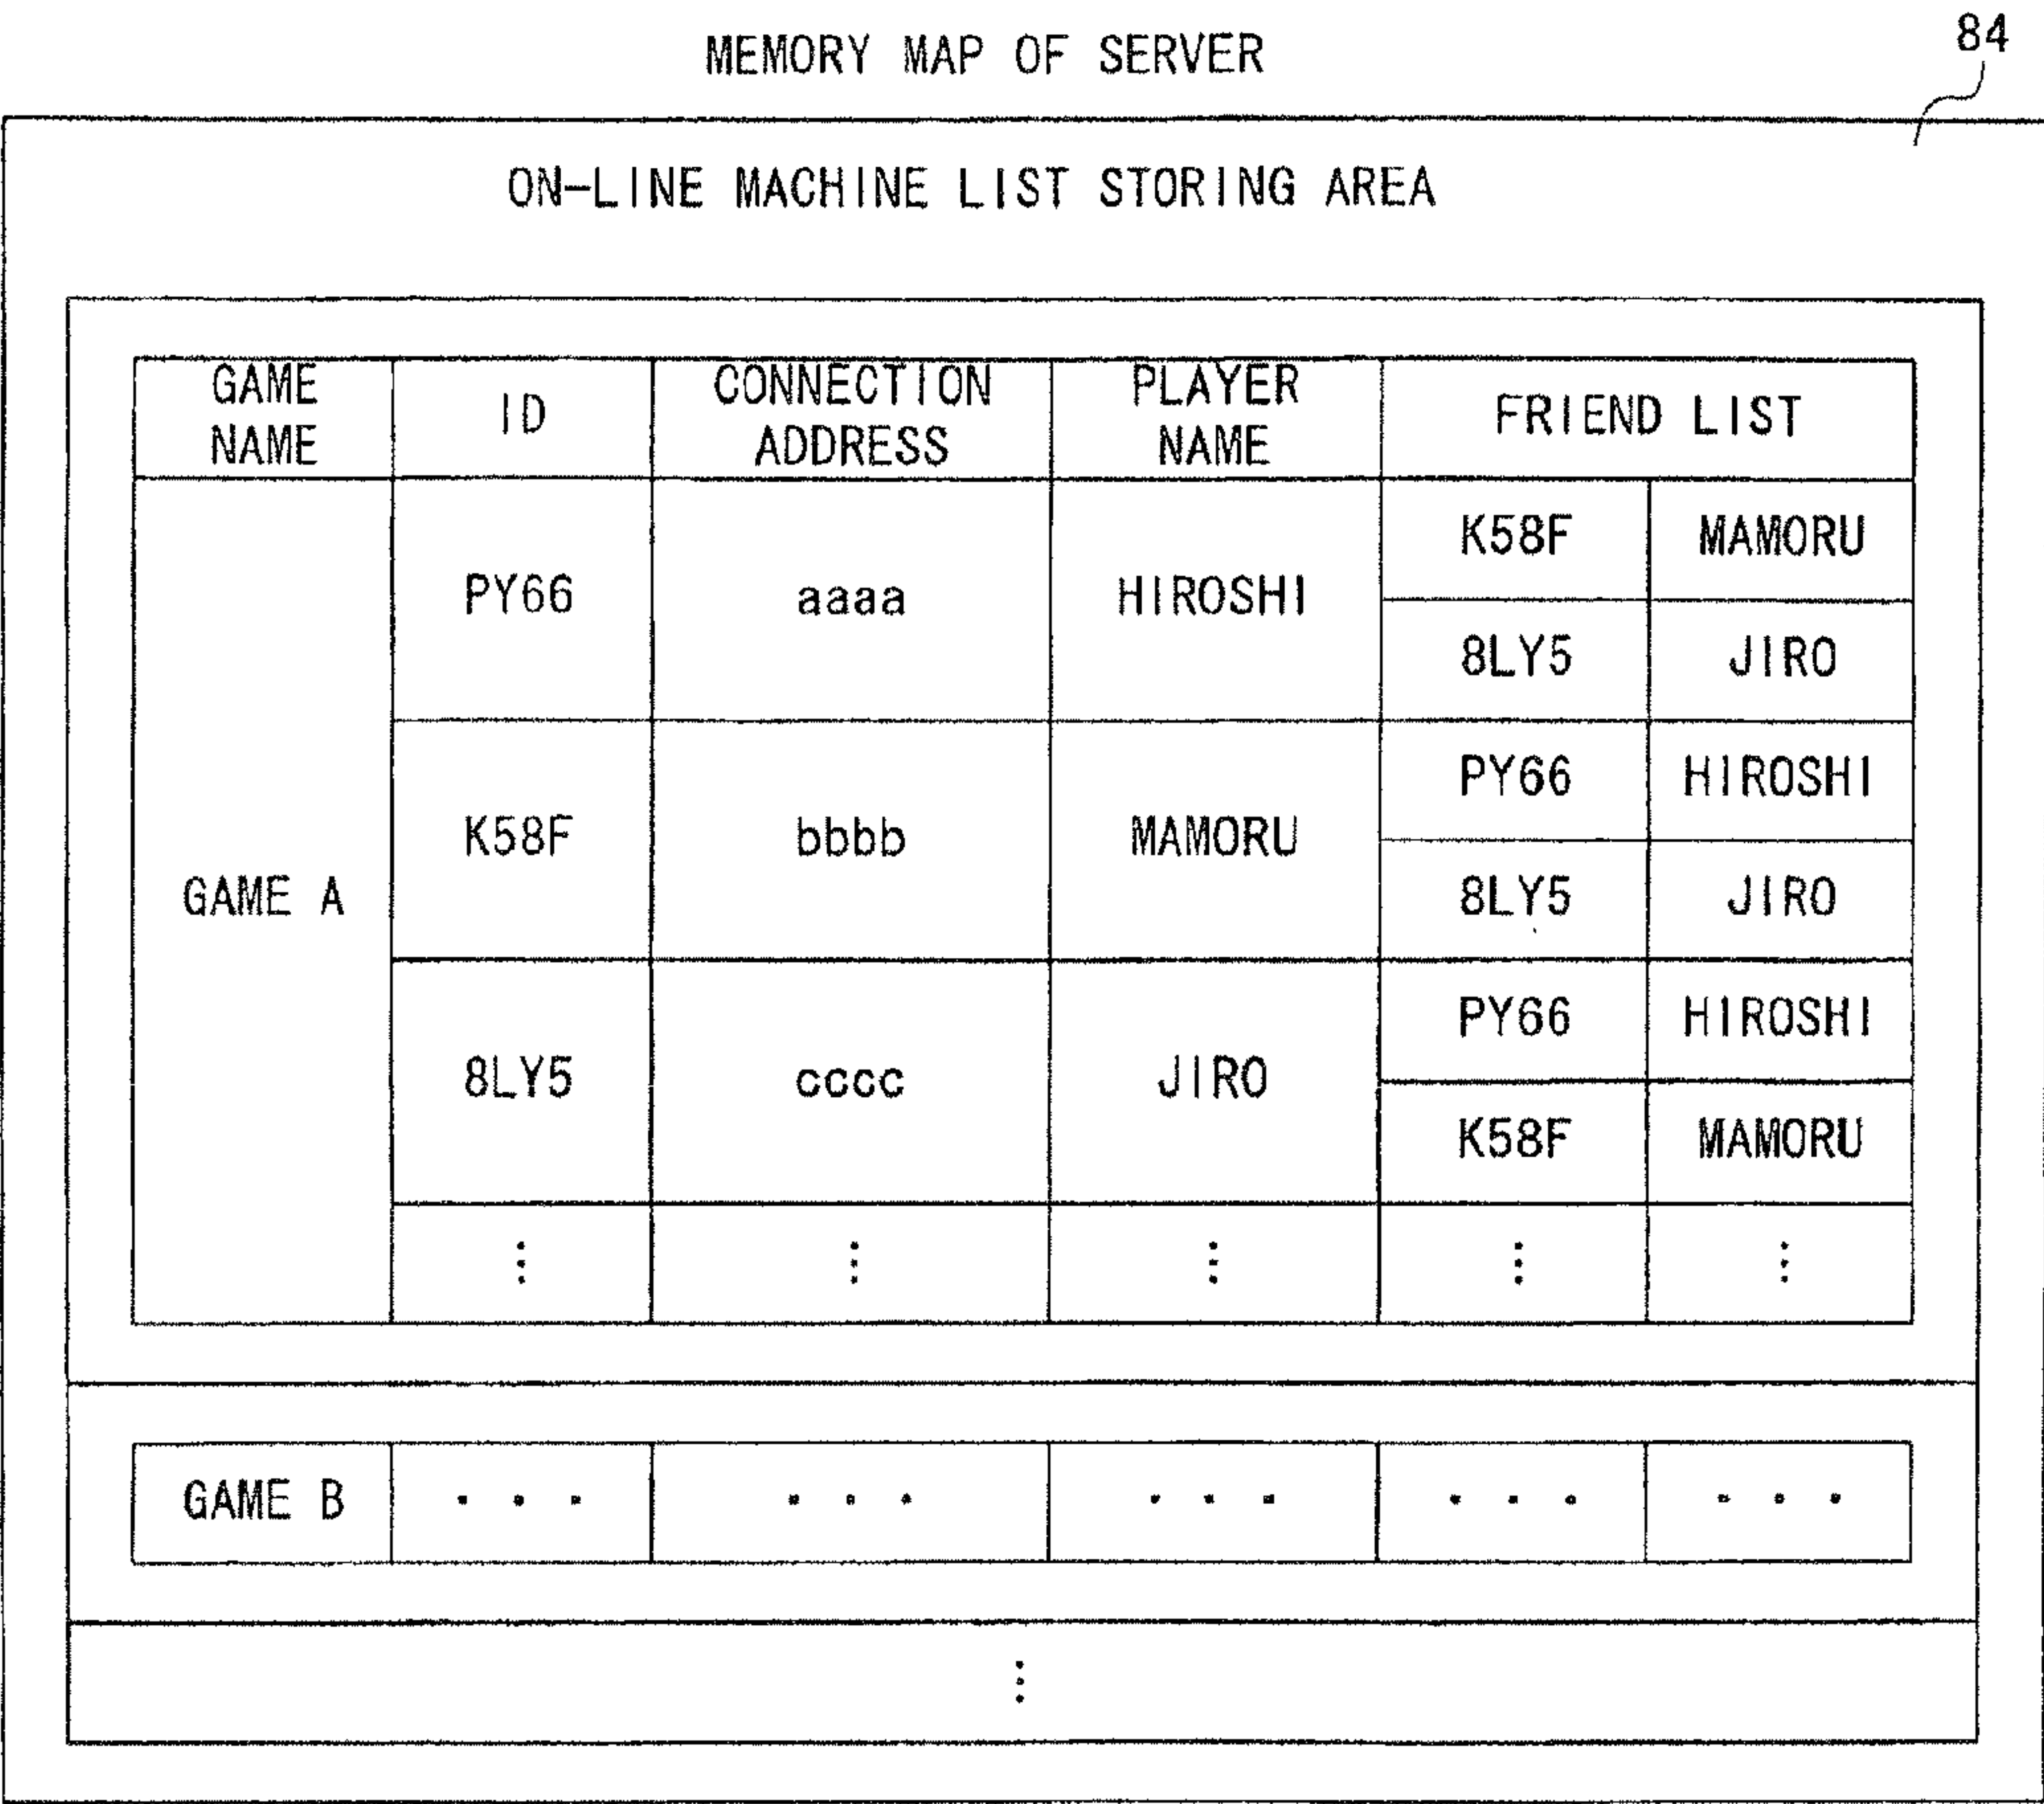 84
MEMORY MAP OF SERVER
ON-LINE MACHINE LIST STORING AREA
GAME NAME ID CONNECTION ADDRESS PLAYER NAME FRIEND LIST
GAME A
PY66 aaaa HIROSHI
K58F MAMORU
8LY5 JIRO
K58F bbbb MAMORU
PY66 HIROSHI
8LY5 JIRO
8LY5 cccc JIRO
PY66 HIROSHI
K58F MAMORU
⋮ ⋮ ⋮ ⋮ ⋮
GAME B ・・・ ・・・ ・・・ ・・・ ・・・
⋮